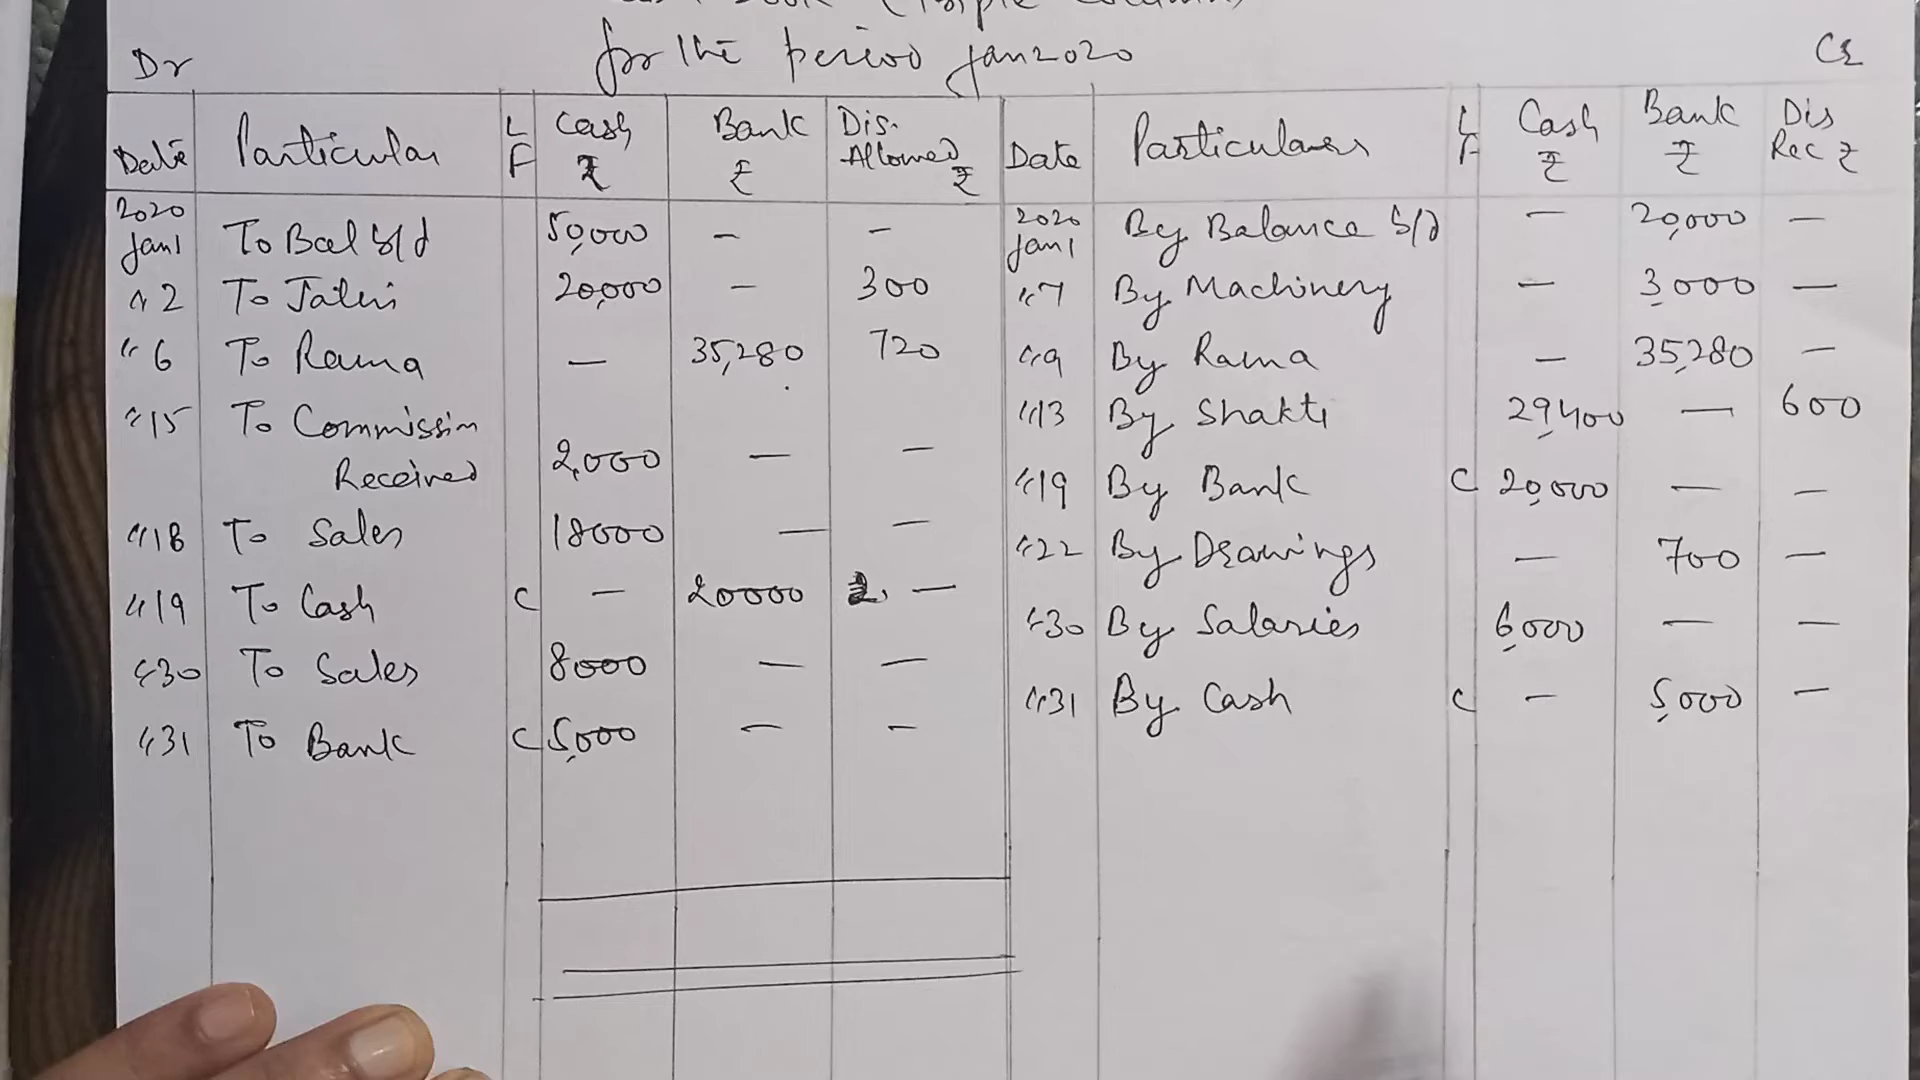 for the period Jan 2020
Dr Cr
Date Particular L F Cash ₹ Bank ₹ Dis. Allowed ₹ Date Particulars L F Cash ₹ Bank ₹ Dis Rec ₹
2020 Jan 1 To Bal b/d 50,000 - - 2020 Jan 1 By Balance b/d - 20,000 -
" 2 To 20,000 - 300 " 7 By Machinery - 3,000 -
" 6 To Rama - 35,280 720 " 9 By Rama - 35,280 -
" 15 To Commission " 13 By Shakti 29,400 - 600
Received 2,000 - - " 19 By Bank C 20,000 - -
" 18 To Sales 18000 - - " 22 By Drawings - 700 -
" 19 To Cash C - 20000 - " 30 By Salaries 6,000 - -
" 30 To Sales 8000 - - " 31 By Cash C - 5,000 -
" 31 To Bank C 5,000 - -